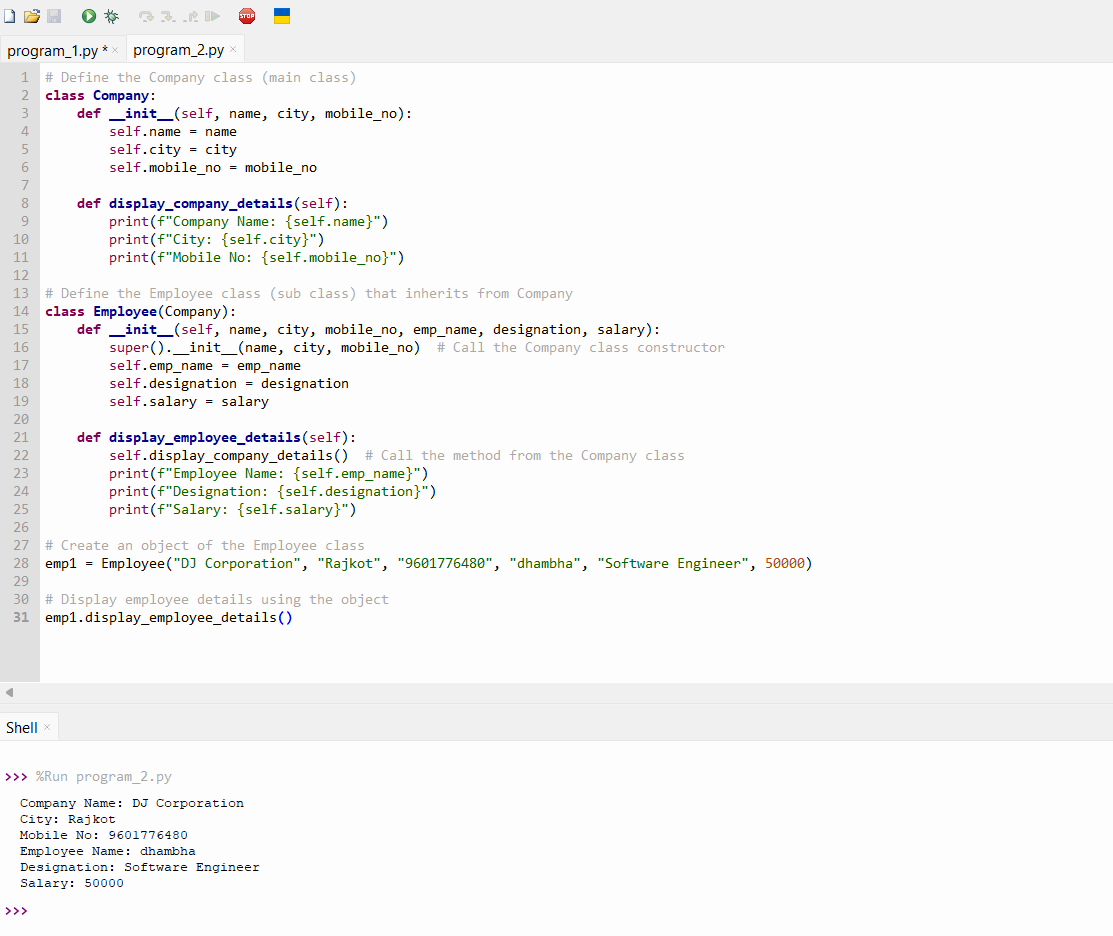 STOP
program_1.py * ×
program_2.py ×
1 # Define the Company class (main class)
2 class Company:
3     def __init__(self, name, city, mobile_no):
4         self.name = name
5         self.city = city
6         self.mobile_no = mobile_no
7
8     def display_company_details(self):
9         print(f"Company Name: {self.name}")
10         print(f"City: {self.city}")
11         print(f"Mobile No: {self.mobile_no}")
12
13 # Define the Employee class (sub class) that inherits from Company
14 class Employee(Company):
15     def __init__(self, name, city, mobile_no, emp_name, designation, salary):
16         super().__init__(name, city, mobile_no)  # Call the Company class constructor
17         self.emp_name = emp_name
18         self.designation = designation
19         self.salary = salary
20
21     def display_employee_details(self):
22         self.display_company_details()  # Call the method from the Company class
23         print(f"Employee Name: {self.emp_name}")
24         print(f"Designation: {self.designation}")
25         print(f"Salary: {self.salary}")
26
27 # Create an object of the Employee class
28 emp1 = Employee("DJ Corporation", "Rajkot", "9601776480", "dhambha", "Software Engineer", 50000)
29
30 # Display employee details using the object
31 emp1.display_employee_details()
Shell ×
>>> %Run program_2.py
Company Name: DJ Corporation
City: Rajkot
Mobile No: 9601776480
Employee Name: dhambha
Designation: Software Engineer
Salary: 50000
>>>